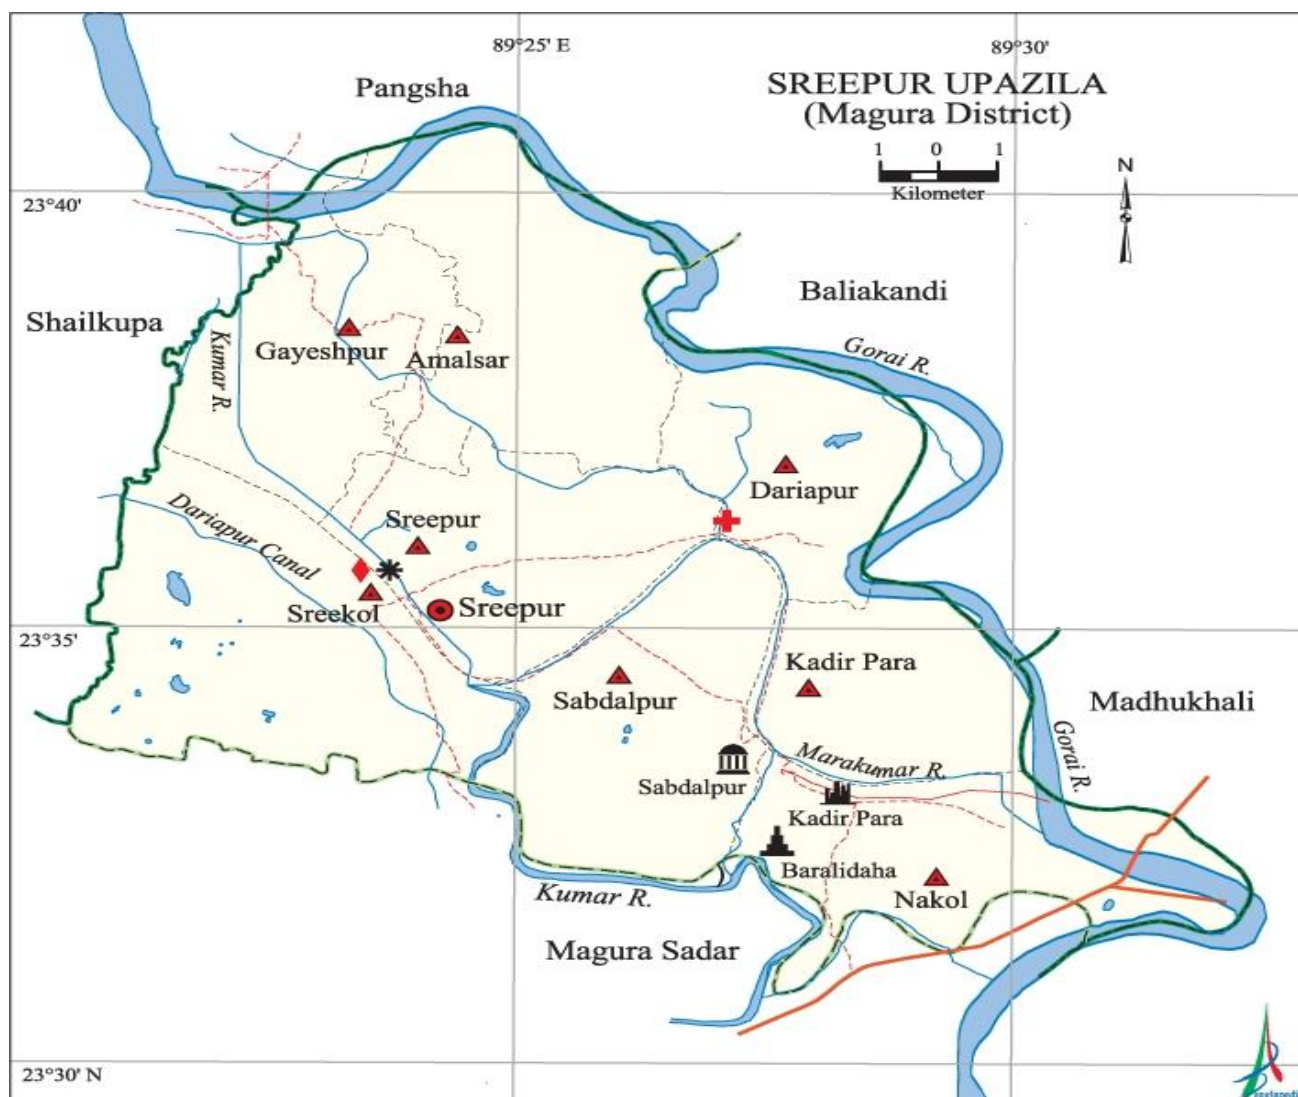 89°25' E
89°30'
Pangsha
SREEPUR UPAZILA
(Magura District)
1 0 1
Kilometer
N
23°40'
Baliakandi
Shailkupa
Kumar R.
Gayeshpur
Amalsar
Gorai R.
Dariapur
Dariapur Canal
Sreepur
Sreekol
Sreepur
23°35'
Kadir Para
Sabdalpur
Madhukhali
Gorai R.
Marakumar R.
Sabdalpur
Kadir Para
Baralidaha
Kumar R.
Nakol
Magura Sadar
23°30' N